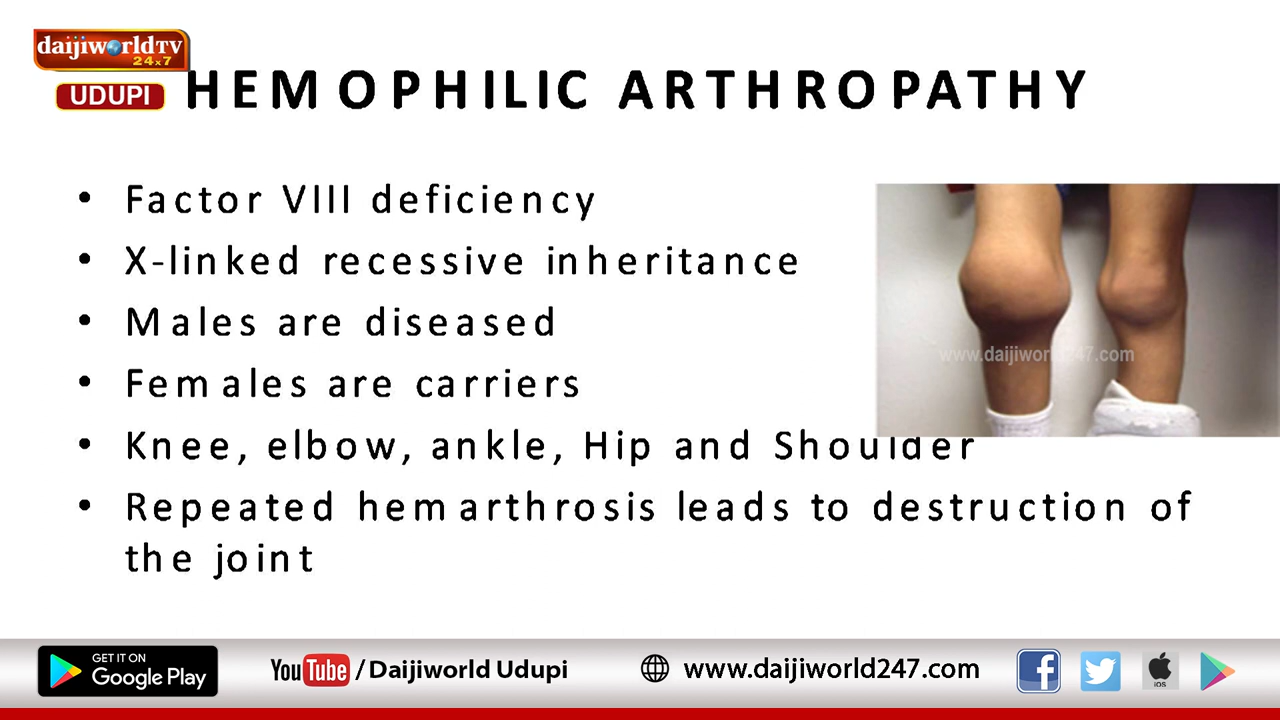 daijiworldTV
24x7
UDUPI
HEMOPHILIC ARTHROPATHY
• Factor VIII deficiency
• X-linked recessive inheritance
• Males are diseased
• Females are carriers
• Knee, elbow, ankle, Hip and Shoulder
• Repeated hemarthrosis leads to destruction of
the joint
www.daijiworld247.com
GET IT ON
Google Play
YouTube / Daijiworld Udupi
www.daijiworld247.com
f
iOS